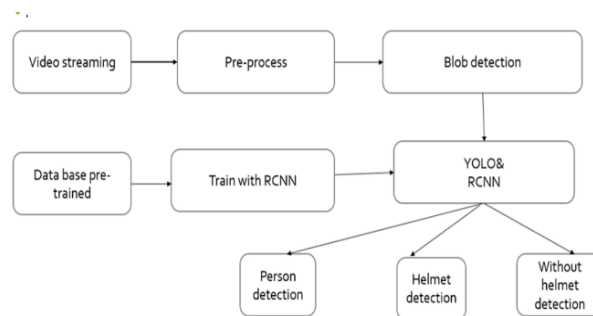 Video streaming
Pre-process
Blob detection
Data base pre-
trained
Train with RCNN
YOLO&
RCNN
Person
detection
Helmet
detection
Without
helmet
detection